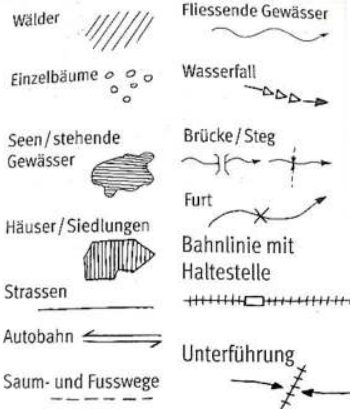 Wälder
Einzelbäume
Seen/stehende
Gewässer
Häuser/Siedlungen
Strassen
Autobahn
Saum- und Fusswege
Fliessende Gewässer
Wasserfall
Brücke/Steg
Furt
Bahnlinie mit
Haltestelle
Unterführung